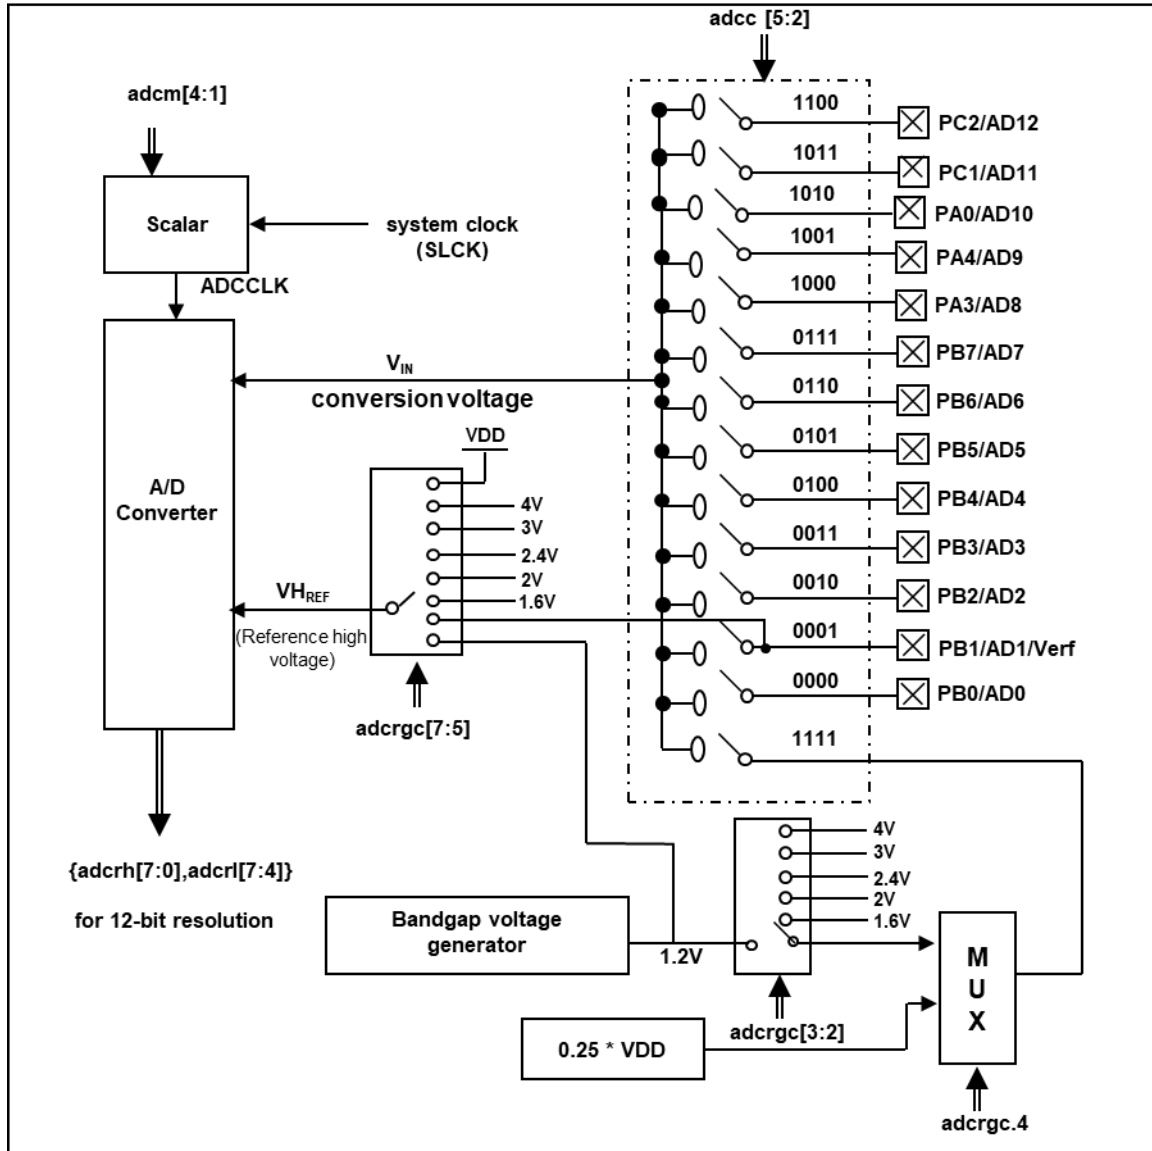 adcc [5:2]
adcm[4:1]
1100
PC2/AD12
1011
PC1/AD11
Scalar
system clock
(SLCK)
1010
PA0/AD10
1001
PA4/AD9
ADCCLK
1000
PA3/AD8
0111
PB7/AD7
VIN
conversion voltage
0110
PB6/AD6
VDD
0101
PB5/AD5
A/D
Converter
4V
3V
2.4V
2V
1.6V
0100
PB4/AD4
0011
PB3/AD3
VHREF
(Reference high
voltage)
0010
PB2/AD2
0001
PB1/AD1/Verf
0000
PB0/AD0
adcrgc[7:5]
1111
{adcrh[7:0],adcrl[7:4]}
for 12-bit resolution
4V
3V
2.4V
2V
1.6V
Bandgap voltage
generator
1.2V
M
U
X
adcrgc[3:2]
0.25 * VDD
adcrgc.4